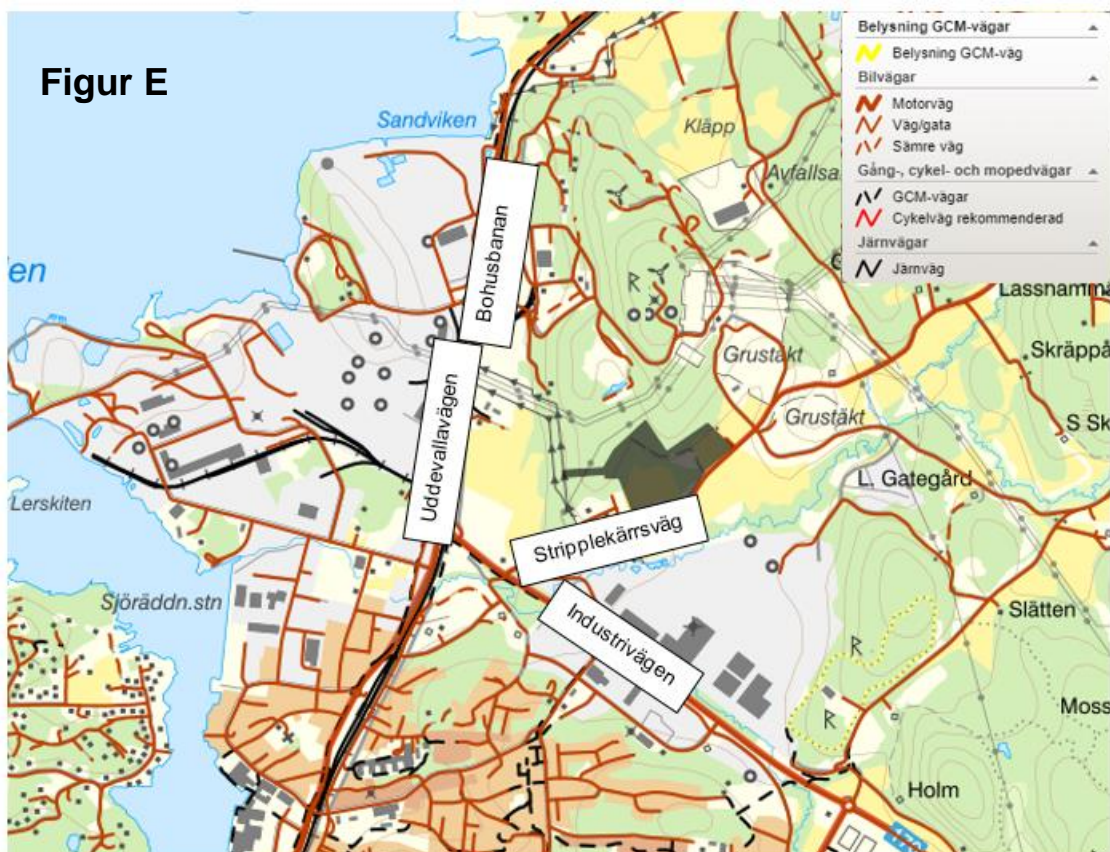 Figur E
Belysning GCM-vägar
Belysning GCM-väg
Bilvägar
Motorväg
Väg/gata
Sämre väg
Gång-, cykel- och mopedvägar
GCM-vägar
Cykelväg rekommenderad
Järnvägar
Järnväg
Sandviken
Kläpp
Avfallsa
Bohusbanan
R
en
Lasshamma
Skräppå
Grustäkt
Grustäkt
S Sk
Uddevallavägen
L. Gategård
Lerskiten
Stripplekärrsväg
Sjöräddn.stn
Industrivägen
Slätten
R
Moss
R
Holm